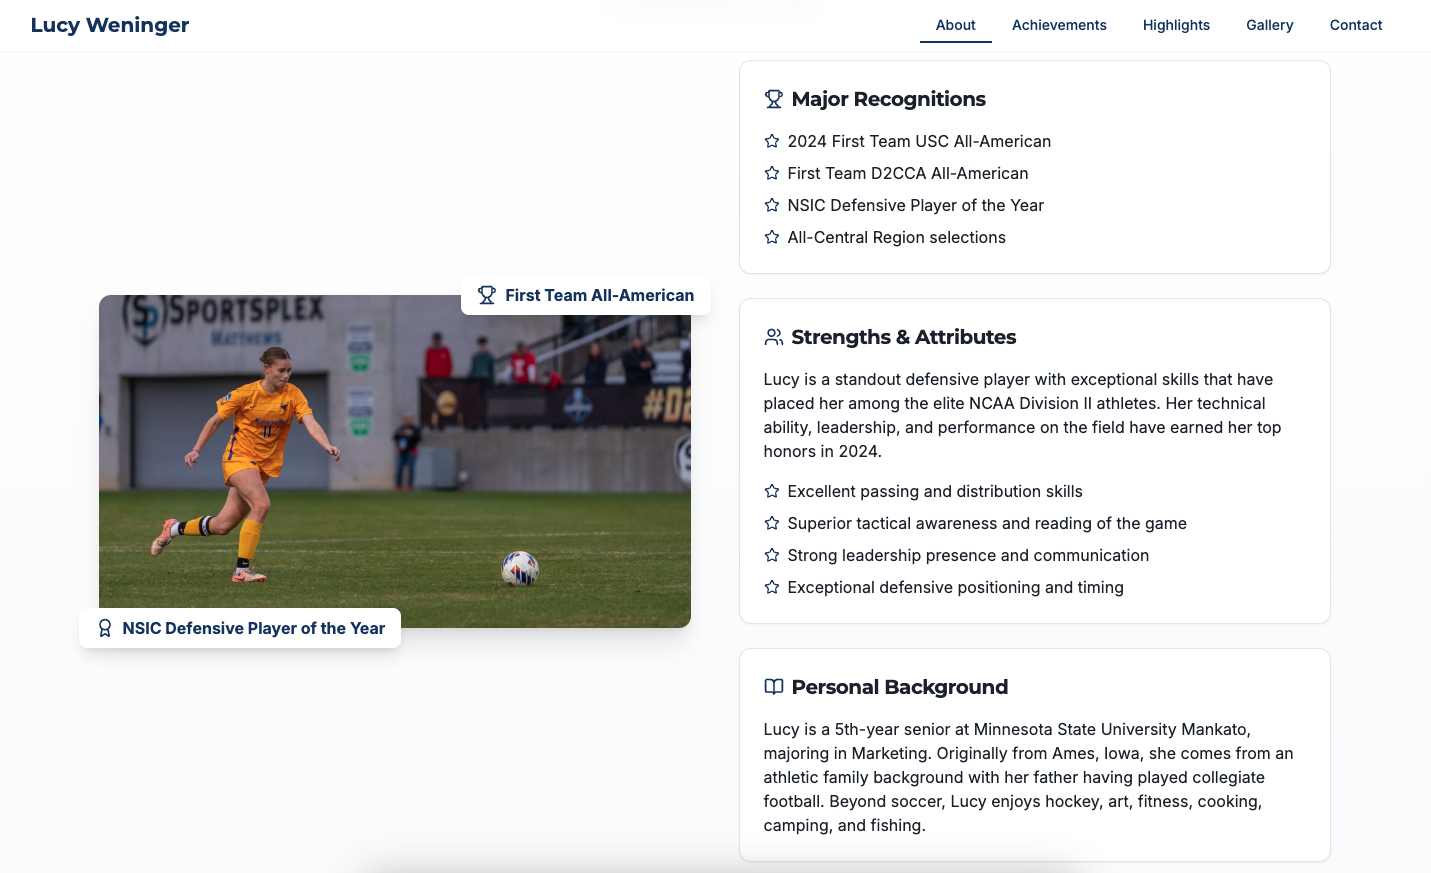 Lucy Weninger
About
Achievements
Highlights
Gallery
Contact
SPORTSPLEX
MATTHEWS
First Team All-American
NSIC Defensive Player of the Year
Major Recognitions
2024 First Team USC All-American
First Team D2CCA All-American
NSIC Defensive Player of the Year
All-Central Region selections
Strengths & Attributes
Lucy is a standout defensive player with exceptional skills that have
placed her among the elite NCAA Division II athletes. Her technical
ability, leadership, and performance on the field have earned her top
honors in 2024.
Excellent passing and distribution skills
Superior tactical awareness and reading of the game
Strong leadership presence and communication
Exceptional defensive positioning and timing
Personal Background
Lucy is a 5th-year senior at Minnesota State University Mankato,
majoring in Marketing. Originally from Ames, Iowa, she comes from an
athletic family background with her father having played collegiate
football. Beyond soccer, Lucy enjoys hockey, art, fitness, cooking,
camping, and fishing.